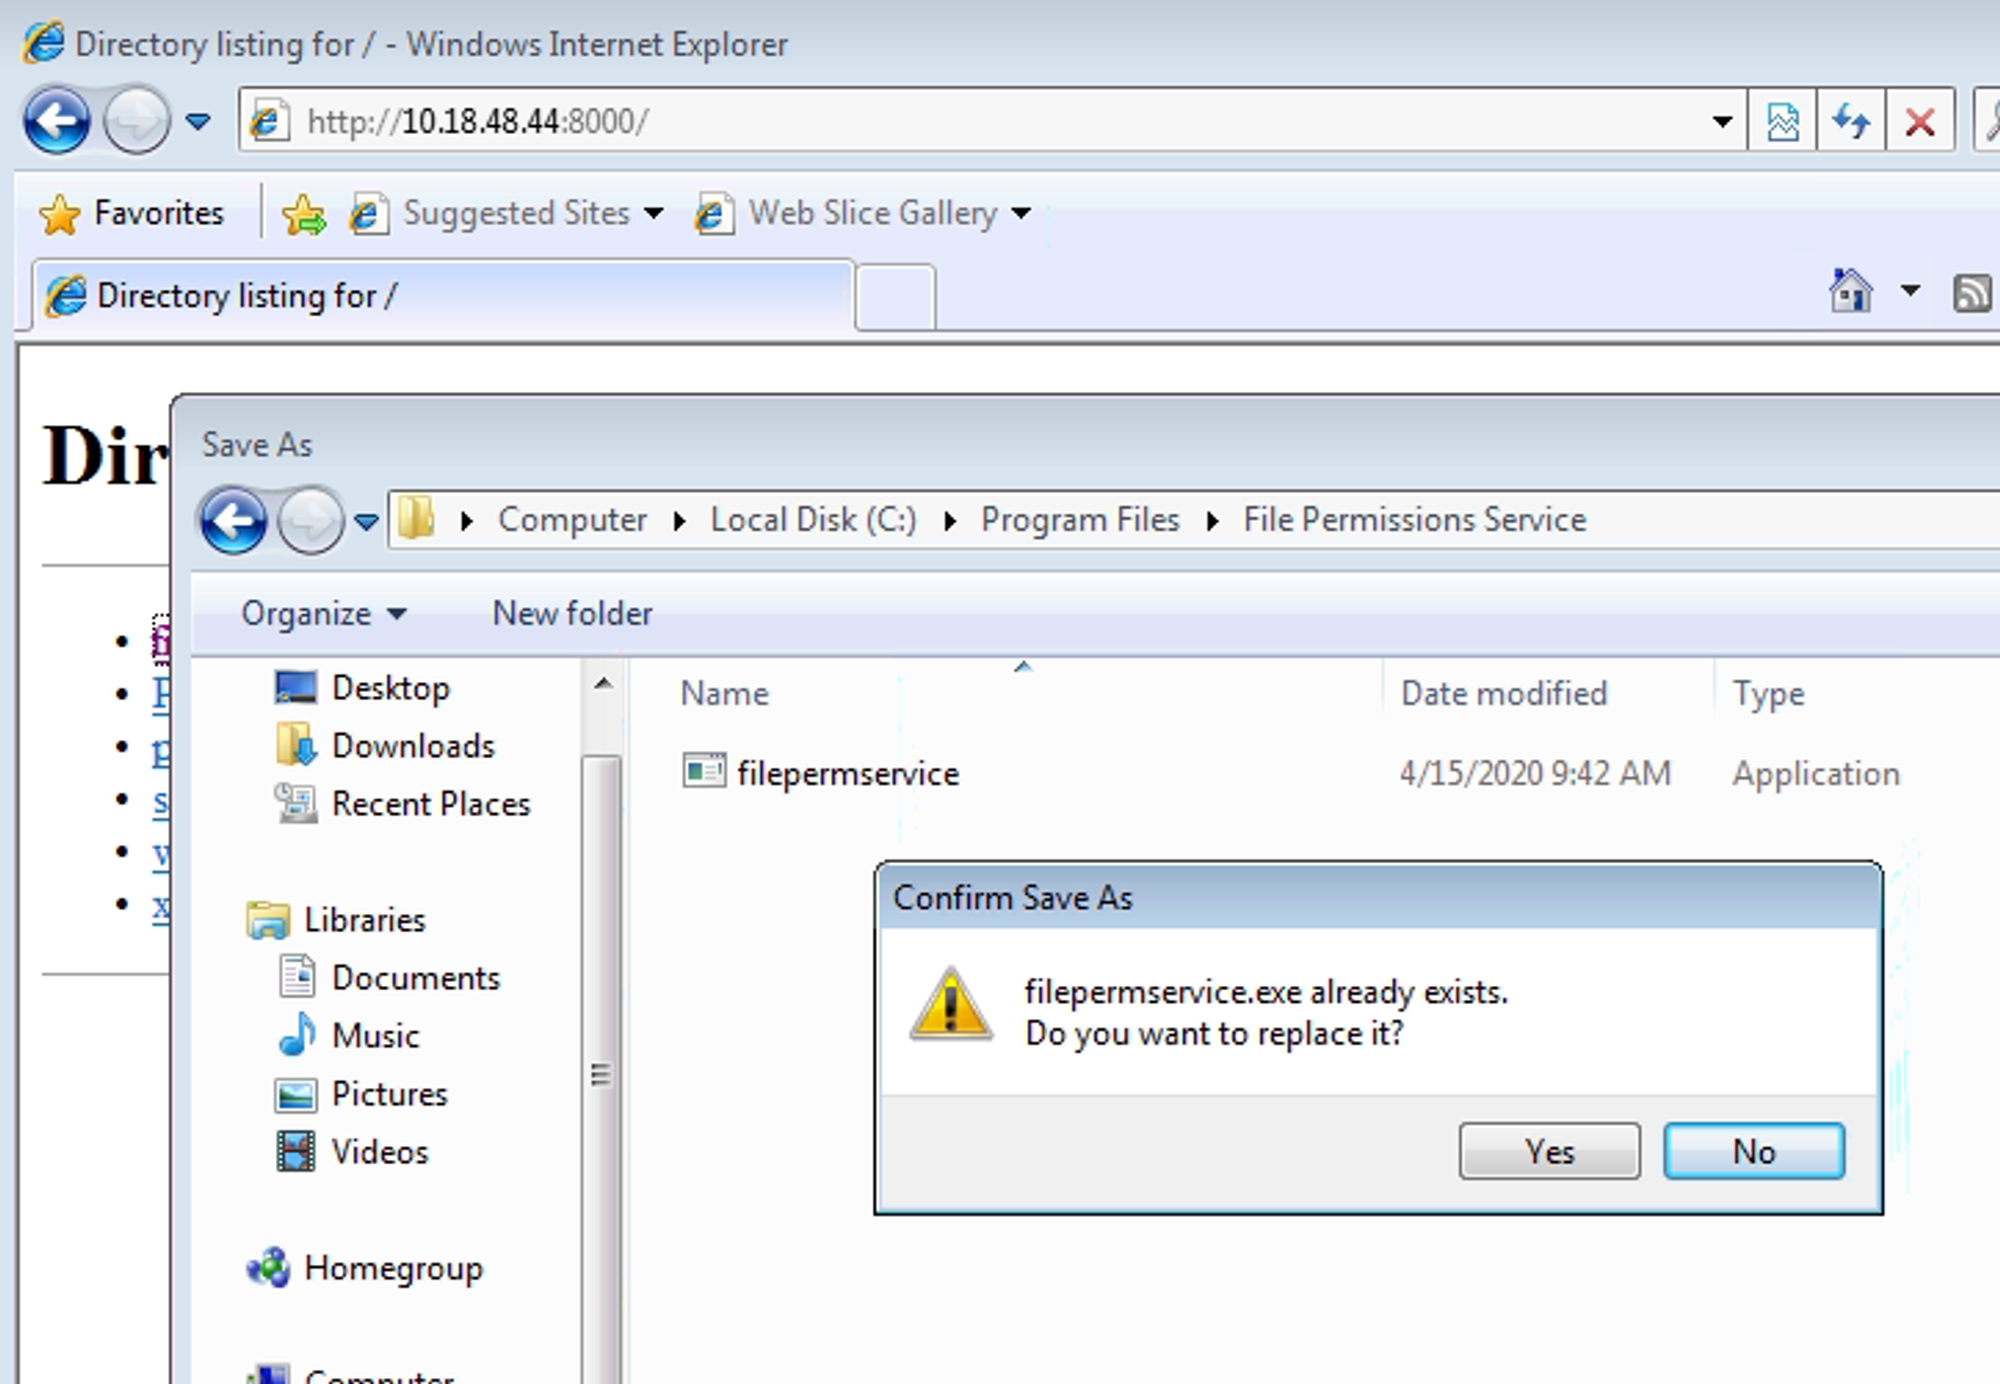 Directory listing for / - Windows Internet Explorer
http://10.18.48.44:8000/
Favorites Suggested Sites Web Slice Gallery
Directory listing for /
Dir
Save As
Computer Local Disk (C:) Program Files File Permissions Service
Organize New folder
Name Date modified Type
filepermservice 4/15/2020 9:42 AM Application
Desktop
Downloads
Recent Places
Libraries
Documents
Music
Pictures
Videos
Homegroup
Computer
Confirm Save As
filepermservice.exe already exists.
Do you want to replace it?
Yes No